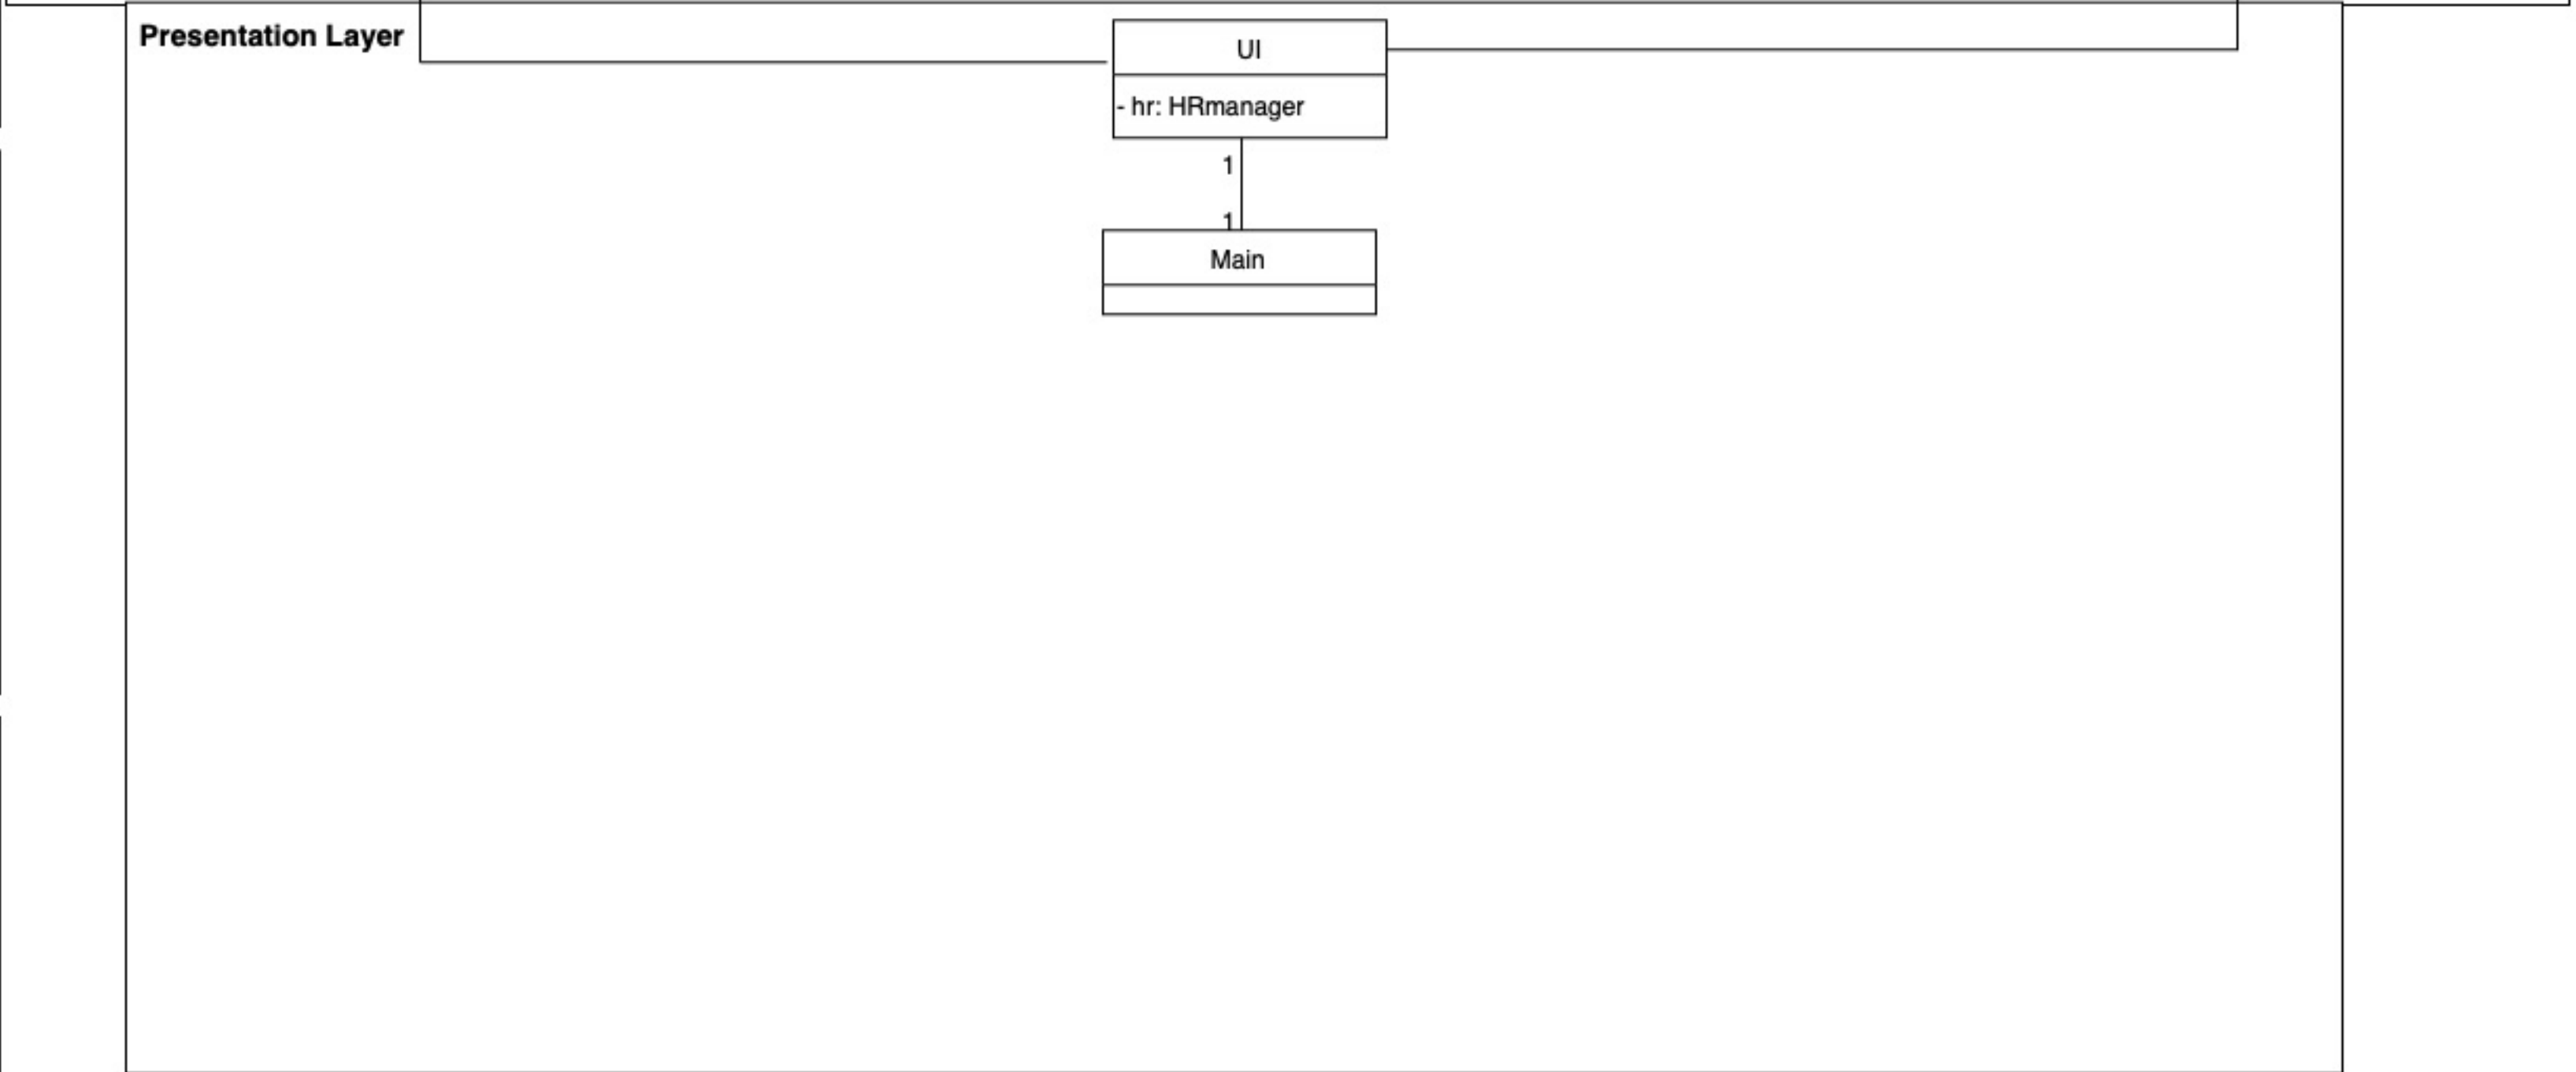 Presentation Layer
UI
- hr: HRmanager
1
1
Main